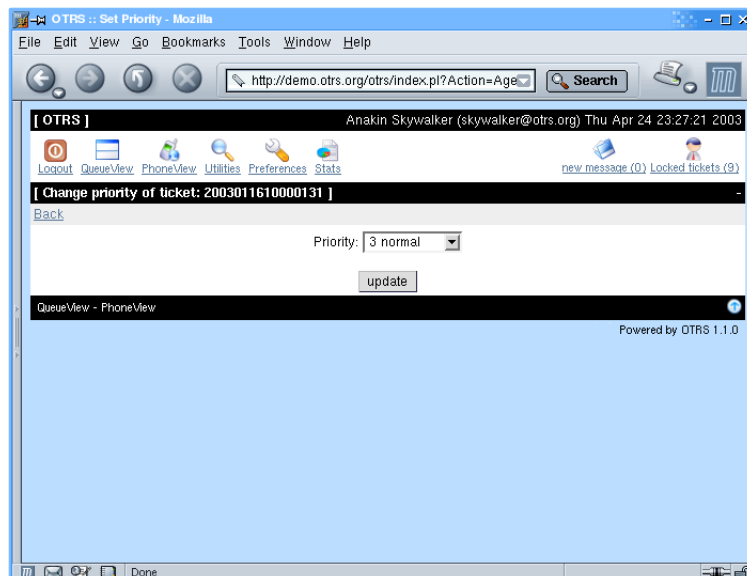 OTRS :: Set Priority - Mozilla
File Edit View Go Bookmarks Tools Window Help
http://demo.otrs.org/otrs/index.pl?Action=Age
Search
[ OTRS ] Anakin Skywalker (skywalker@otrs.org) Thu Apr 24 23:27:21 2003
Logout QueueView PhoneView Utilities Preferences Stats new message (0) Locked tickets (9)
[ Change priority of ticket: 2003011610000131 ] -
Back
Priority: 3 normal
update
QueueView - PhoneView
Powered by OTRS 1.1.0
Done